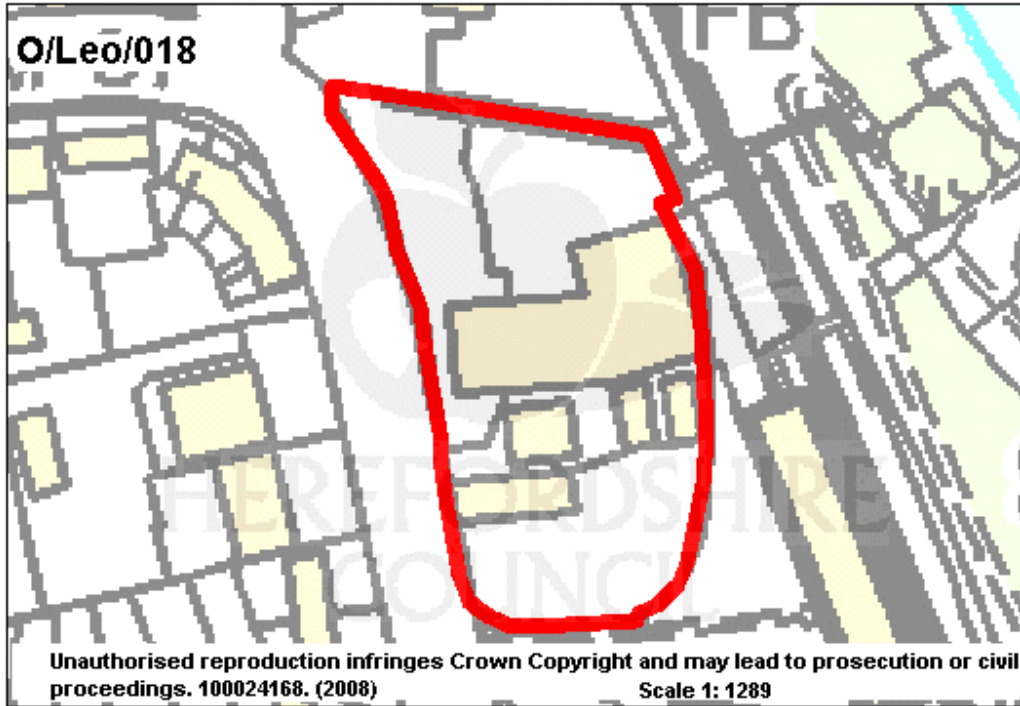 O/Leo/018
FB
HEREFORDSHIRE
COUNCIL
Unauthorised reproduction infringes Crown Copyright and may lead to prosecution or civil
proceedings. 100024168. (2008) Scale 1: 1289